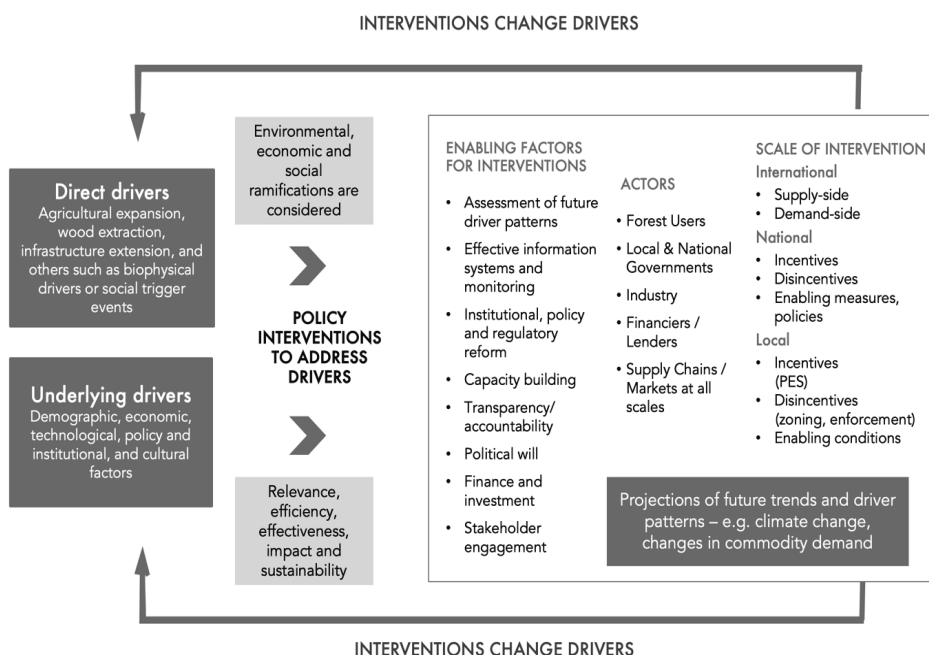 INTERVENTIONS CHANGE DRIVERS
Direct drivers
Agricultural expansion,
wood extraction,
infrastructure extension, and
others such as biophysical
drivers or social trigger
events
Underlying drivers
Demographic, economic,
technological, policy and
institutional, and cultural
factors
Environmental,
economic and
social
ramifications are
considered
POLICY
INTERVENTIONS
TO ADDRESS
DRIVERS
Relevance,
efficiency,
effectiveness,
impact and
sustainability
ENABLING FACTORS
FOR INTERVENTIONS
• Assessment of future
driver patterns
• Effective information
systems and
monitoring
• Institutional, policy
and regulatory
reform
• Capacity building
• Transparency/
accountability
• Political will
• Finance and
investment
• Stakeholder
engagement
ACTORS
• Forest Users
• Local & National
Governments
• Industry
• Financiers /
Lenders
• Supply Chains /
Markets at all
scales
SCALE OF INTERVENTION
International
• Supply-side
• Demand-side
National
• Incentives
• Disincentives
• Enabling measures,
policies
Local
• Incentives
(PES)
• Disincentives
(zoning, enforcement)
• Enabling conditions
Projections of future trends and driver
patterns – e.g. climate change,
changes in commodity demand
INTERVENTIONS CHANGE DRIVERS